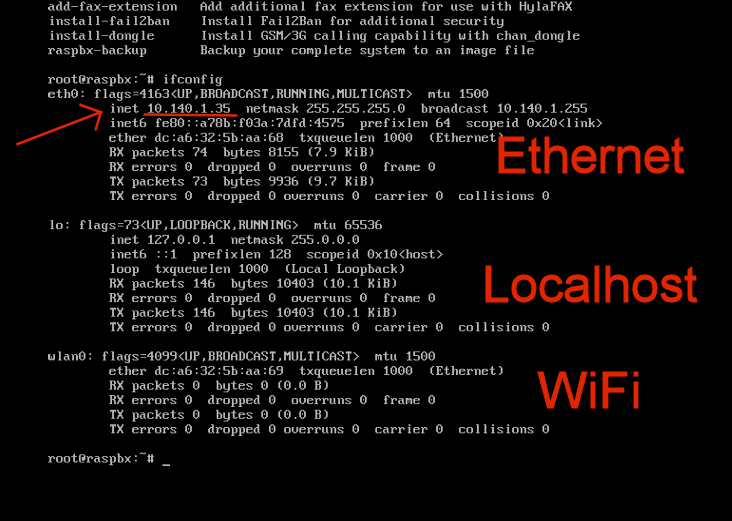 add-fax-extension   Add additional fax extension for use with HylaFAX
install-fail2ban    Install Fail2Ban for additional security
install-dongle      Install GSM/3G calling capability with chan_dongle
raspbx-backup       Backup your complete system to an image file
root@raspbx:~# ifconfig
eth0: flags=4163<UP,BROADCAST,RUNNING,MULTICAST>  mtu 1500
inet 10.140.1.35  netmask 255.255.255.0  broadcast 10.140.1.255
inet6 fe80::a78b:f03a:7dfd:4575  prefixlen 64  scopeid 0x20<link>
ether dc:a6:32:5b:aa:68  txqueuelen 1000  (Ethernet)
RX packets 74  bytes 8155 (7.9 KiB)
RX errors 0  dropped 0  overruns 0  frame 0
TX packets 73  bytes 9936 (9.7 KiB)
TX errors 0  dropped 0 overruns 0  carrier 0  collisions 0
Ethernet
lo: flags=73<UP,LOOPBACK,RUNNING>  mtu 65536
inet 127.0.0.1  netmask 255.0.0.0
inet6 ::1  prefixlen 128  scopeid 0x10<host>
loop  txqueuelen 1000  (Local Loopback)
RX packets 146  bytes 10403 (10.1 KiB)
RX errors 0  dropped 0  overruns 0  frame 0
TX packets 146  bytes 10403 (10.1 KiB)
TX errors 0  dropped 0 overruns 0  carrier 0  collisions 0
Localhost
wlan0: flags=4099<UP,BROADCAST,MULTICAST>  mtu 1500
ether dc:a6:32:5b:aa:69  txqueuelen 1000  (Ethernet)
RX packets 0  bytes 0 (0.0 B)
RX errors 0  dropped 0  overruns 0  frame 0
TX packets 0  bytes 0 (0.0 B)
TX errors 0  dropped 0 overruns 0  carrier 0  collisions 0
WiFi
root@raspbx:~# _